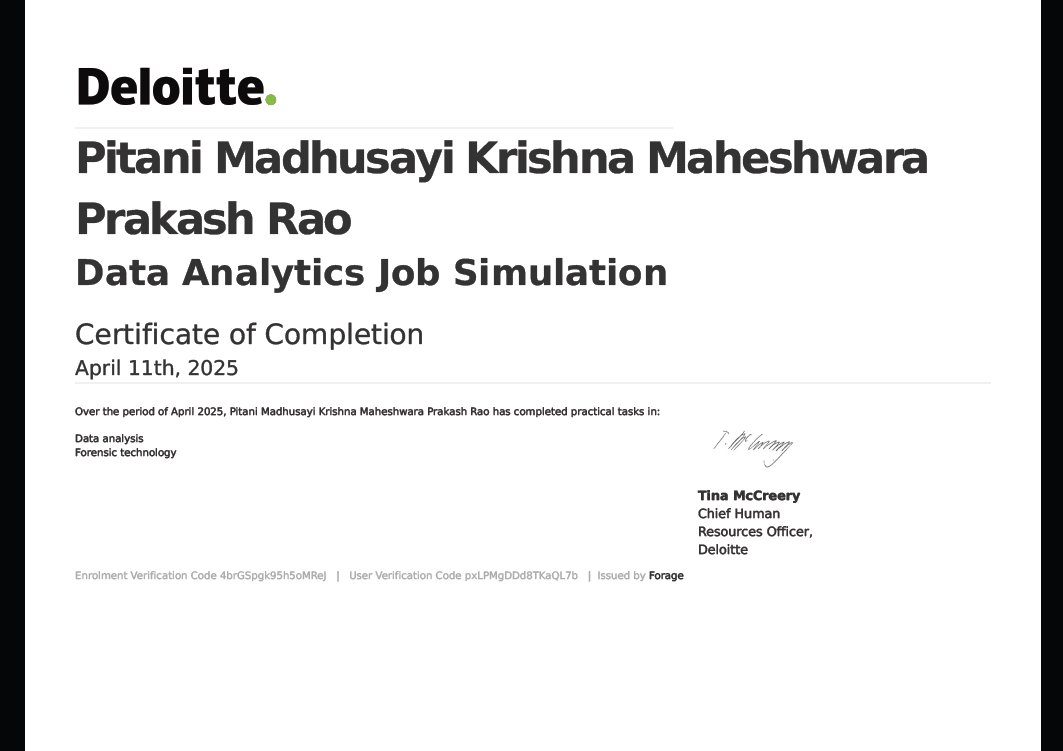 Deloitte.
Pitani Madhusayi Krishna Maheshwara
Prakash Rao
Data Analytics Job Simulation
Certificate of Completion
April 11th, 2025
Over the period of April 2025, Pitani Madhusayi Krishna Maheshwara Prakash Rao has completed practical tasks in:
Data analysis
Forensic technology
T. McCreery
Tina McCreery
Chief Human
Resources Officer,
Deloitte
Enrolment Verification Code 4brGSpgk95h5oMReJ | User Verification Code pxLPMgDDd8TKaQL7b | Issued by Forage